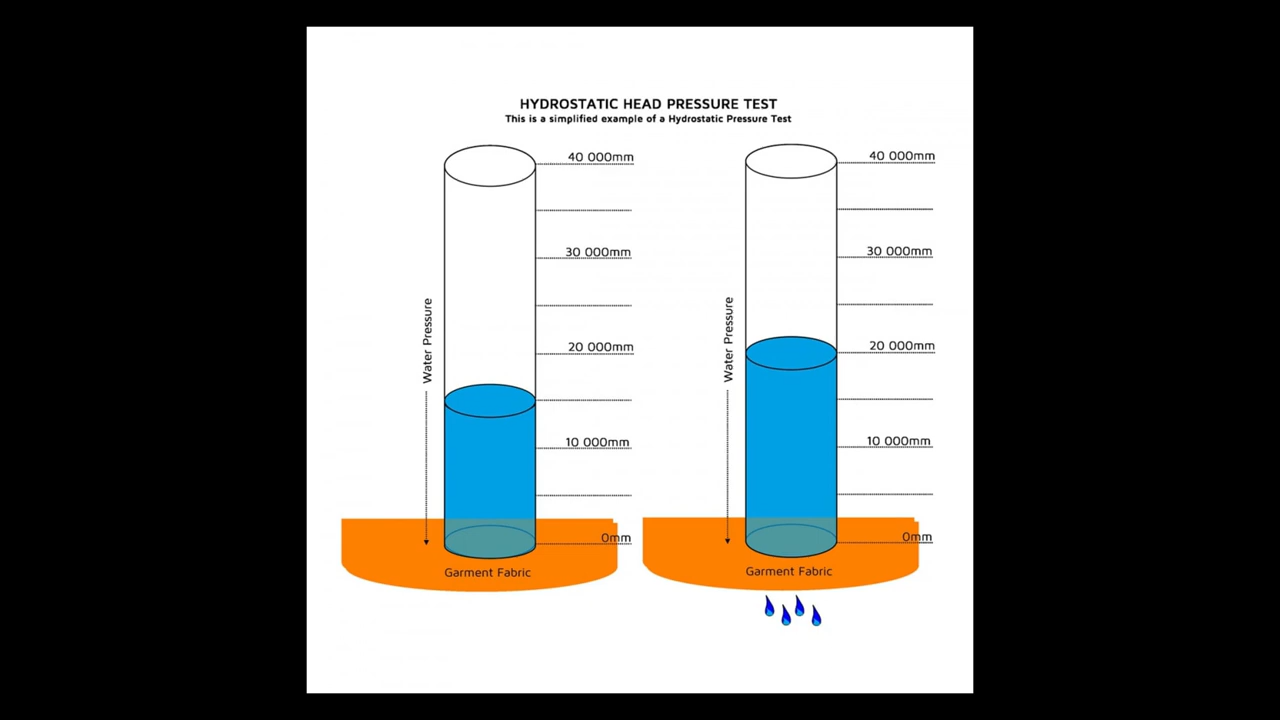 HYDROSTATIC HEAD PRESSURE TEST
This is a simplified example of a Hydrostatic Pressure Test
40 000mm
30 000mm
20 000mm
10 000mm
0mm
Water Pressure
Garment Fabric
40 000mm
30 000mm
20 000mm
10 000mm
0mm
Water Pressure
Garment Fabric